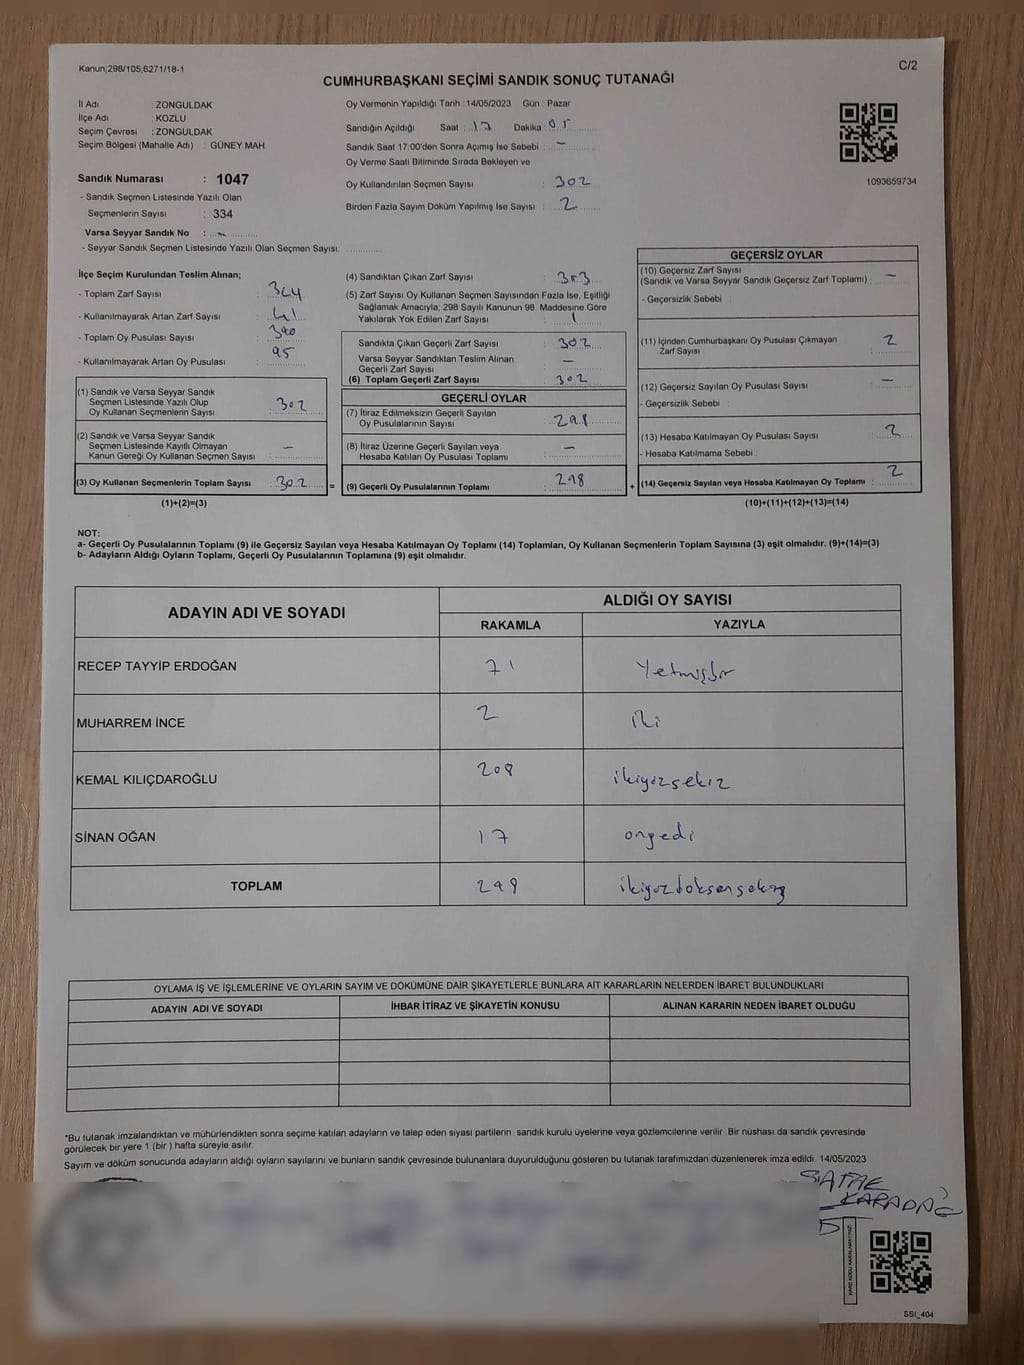 Kanun;298/105;6271/18-1
C/2
CUMHURBAŞKANI SEÇİMİ SANDIK SONUÇ TUTANAĞI
İl Adı : ZONGULDAK
İlçe Adı : KOZLU
Seçim Çevresi : ZONGULDAK
Seçim Bölgesi (Mahalle Adı) : GÜNEY MAH.
Sandık Numarası : 1047
- Sandık Seçmen Listesinde Yazılı Olan
Seçmenlerin Sayısı : 334
Varsa Seyyar Sandık No : -
- Seyyar Sandık Seçmen Listesinde Yazılı Olan Seçmen Sayısı:
Oy Vermenin Yapıldığı Tarih :14/05/2023 Gün : Pazar
Sandığın Açıldığı Saat : 17 Dakika : 05
Sandık Saat 17:00'den Sonra Açımış İse Sebebi : -
Oy Verme Saati Bitiminde Sırada Bekleyen ve
Oy Kullandırılan Seçmen Sayısı : 302
Birden Fazla Sayım Döküm Yapılmış İse Sayısı : 2
1093659734
İlçe Seçim Kurulundan Teslim Alınan;
- Toplam Zarf Sayısı : 344
- Kullanılmayarak Artan Zarf Sayısı : 41
- Toplam Oy Pusulası Sayısı :
- Kullanılmayarak Artan Oy Pusulası : 95
(1) Sandık ve Varsa Seyyar Sandık
Seçmen Listesinde Yazılı Olup
Oy Kullanan Seçmenlerin Sayısı : 302
(2) Sandık ve Varsa Seyyar Sandık
Seçmen Listesinde Kayıtlı Olmayan
Kanun Gereği Oy Kullanan Seçmen Sayısı : -
(3) Oy Kullanan Seçmenlerin Toplam Sayısı : 302 =
(1)+(2)=(3)
(4) Sandıktan Çıkan Zarf Sayısı : 303
(5) Zarf Sayısı Oy Kullanan Seçmen Sayısından Fazla İse, Eşitliği
Sağlamak Amacıyla, 298 Sayılı Kanunun 98. Maddesine Göre
Yakılarak Yok Edilen Zarf Sayısı : 1
Sandıkta Çıkan Geçerli Zarf Sayısı : 302
Varsa Seyyar Sandıktan Teslim Alınan
Geçerli Zarf Sayısı : -
(6) Toplam Geçerli Zarf Sayısı : 302
GEÇERLİ OYLAR
(7) İtiraz Edilmeksizin Geçerli Sayılan
Oy Pusulalarının Sayısı : 298
(8) İtiraz Üzerine Geçerli Sayılan veya
Hesaba Katılan Oy Pusulası Toplamı : -
(9) Geçerli Oy Pusulalarının Toplamı : 298 +
GEÇERSİZ OYLAR
(10) Geçersiz Zarf Sayısı
(Sandık ve Varsa Seyyar Sandık Geçersiz Zarf Toplamı) : -
- Geçersizlik Sebebi :
(11) İçinden Cumhurbaşkanı Oy Pusulası Çıkmayan
Zarf Sayısı : 2
(12) Geçersiz Sayılan Oy Pusulası Sayısı : -
- Geçersizlik Sebebi :
(13) Hesaba Katılmayan Oy Pusulası Sayısı : 2
- Hesaba Katılmama Sebebi :
(14) Geçersiz Sayılan veya Hesaba Katılmayan Oy Toplamı : 2
(10)+(11)+(12)+(13)=(14)
NOT:
a- Geçerli Oy Pusulalarının Toplamı (9) ile Geçersiz Sayılan veya Hesaba Katılmayan Oy Toplamı (14) Toplamları, Oy Kullanan Seçmenlerin Toplam Sayısına (3) eşit olmalıdır. (9)+(14)=(3)
b- Adayların Aldığı Oyların Toplamı, Geçerli Oy Pusulalarının Toplamına (9) eşit olmalıdır.
ADAYIN ADI VE SOYADI
ALDIĞI OY SAYISI
RAKAMLA YAZIYLA
RECEP TAYYİP ERDOĞAN 71 Yetmişbir
MUHARREM İNCE 2 iki
KEMAL KILIÇDAROĞLU 208 ikiyüzsekiz
SİNAN OĞAN 17 onyedi
TOPLAM 298 ikiyüzdoksansekiz
OYLAMA İŞ VE İŞLEMLERİNE VE OYLARIN SAYIM VE DÖKÜMÜNE DAİR ŞİKAYETLERLE BUNLARA AİT KARARLARIN NELERDEN İBARET BULUNDUKLARI
ADAYIN ADI VE SOYADI İHBAR İTİRAZ VE ŞİKAYETİN KONUSU ALINAN KARARIN NEDEN İBARET OLDUĞU
*Bu tutanak imzalandıktan ve mühürlendikten sonra seçime katılan adayların ve talep eden siyasi partilerin sandık kurulu üyelerine veya gözlemcilerine verilir. Bir nüshası da sandık çevresinde
görülecek bir yere 1 (bir ) hafta süreyle asılır.
Sayım ve döküm sonucunda adayların aldığı oyların sayılarını ve bunların sandık çevresinde bulunanlara duyurulduğunu gösteren bu tutanak tarafımızdan düzenlenerek imza edildi. 14/05/2023
KARADAĞ
KARE KODU KARALAMAYINIZ!
SSI_404